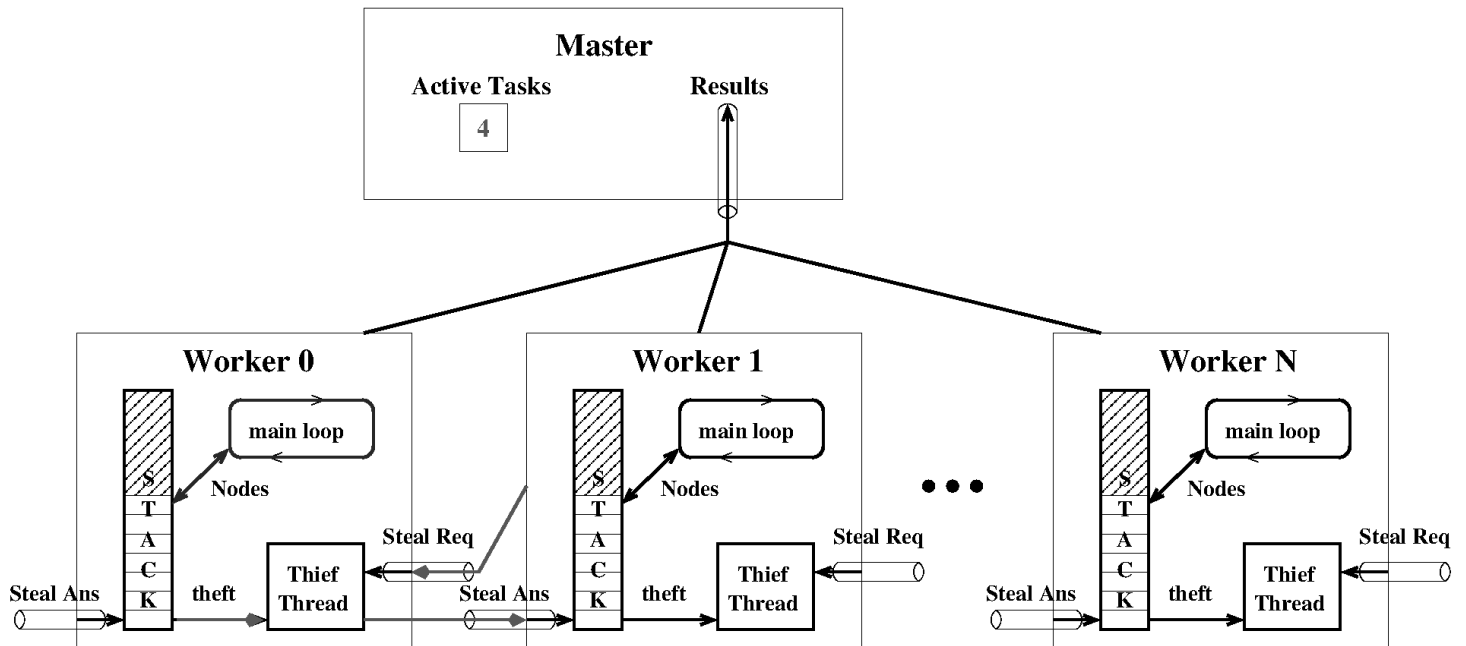 Master
Active Tasks
Results
4
Worker 0
Worker 1
Worker N
main loop
main loop
main loop
S
T
A
C
K
S
T
A
C
K
S
T
A
C
K
Nodes
Nodes
Nodes
Steal Req
Steal Req
Steal Req
Thief
Thread
Thief
Thread
Thief
Thread
Steal Ans
theft
Steal Ans
theft
Steal Ans
theft